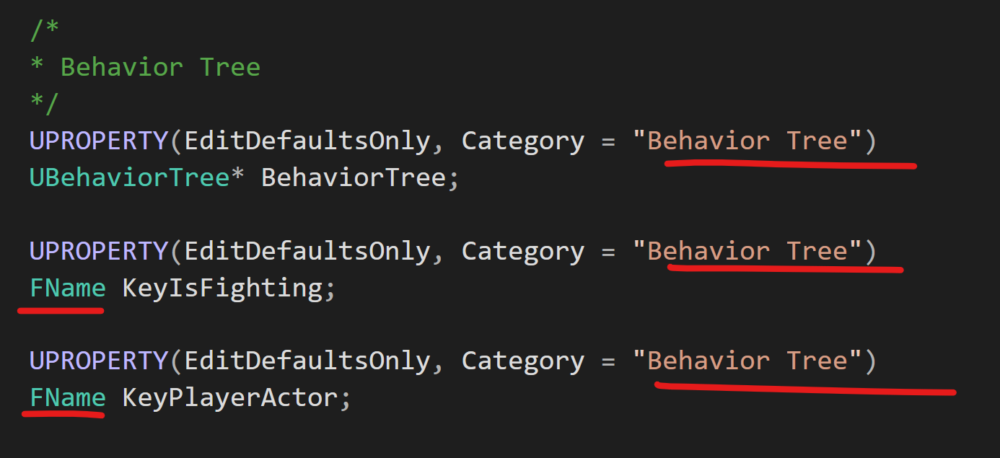 /*
* Behavior Tree
*/
UPROPERTY(EditDefaultsOnly, Category = "Behavior Tree")
UBehaviorTree* BehaviorTree;
UPROPERTY(EditDefaultsOnly, Category = "Behavior Tree")
FName KeyIsFighting;
UPROPERTY(EditDefaultsOnly, Category = "Behavior Tree")
FName KeyPlayerActor;